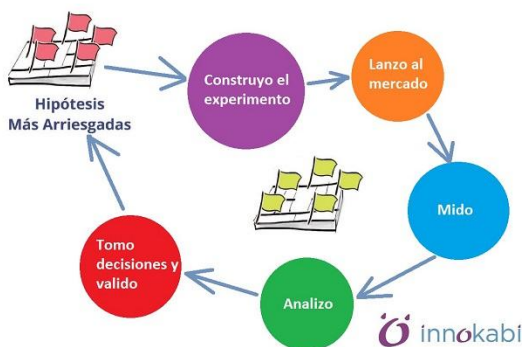 Hipótesis
Más Arriesgadas
Construyo el
experimento
Lanzo al
mercado
Mido
Analizo
Tomo
decisiones y
valido
innokabi